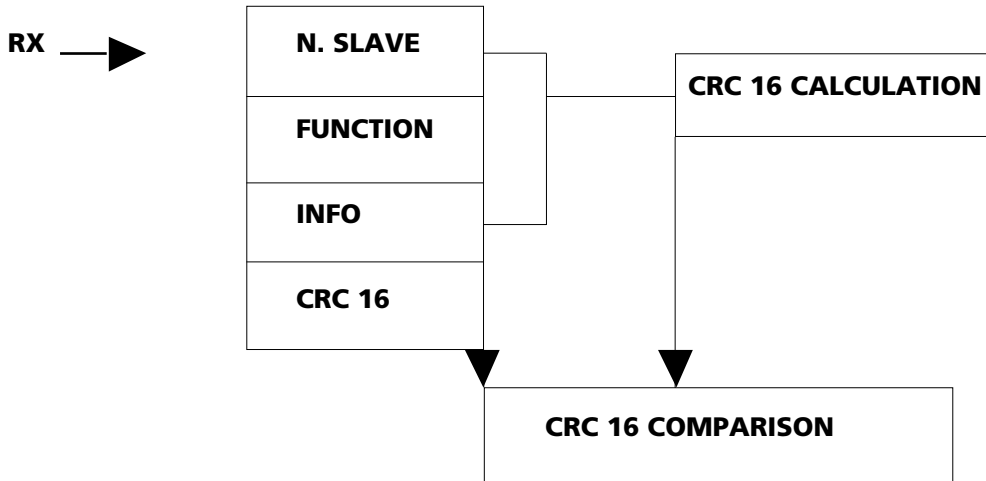 RX
N. SLAVE
CRC 16 CALCULATION
FUNCTION
INFO
CRC 16
CRC 16 COMPARISON